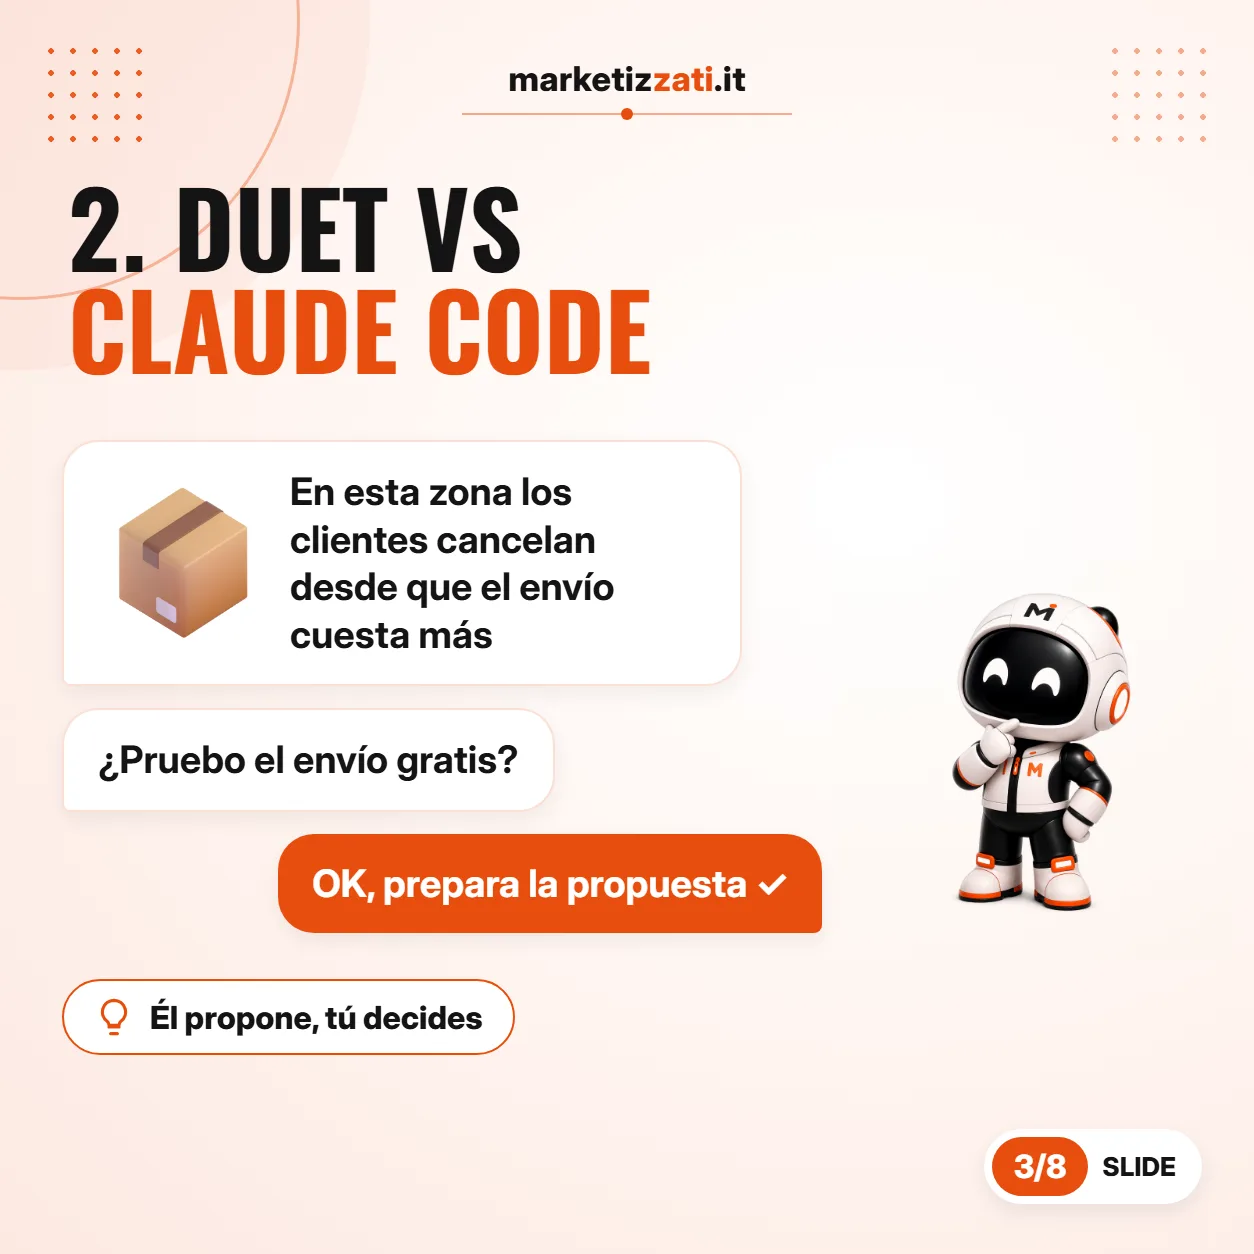 marketizzati.it
2. DUET VS
CLAUDE CODE
En esta zona los
clientes cancelan
desde que el envío
cuesta más
¿Pruebo el envío gratis?
OK, prepara la propuesta ✓
Él propone, tú decides
M
M
3/8 SLIDE